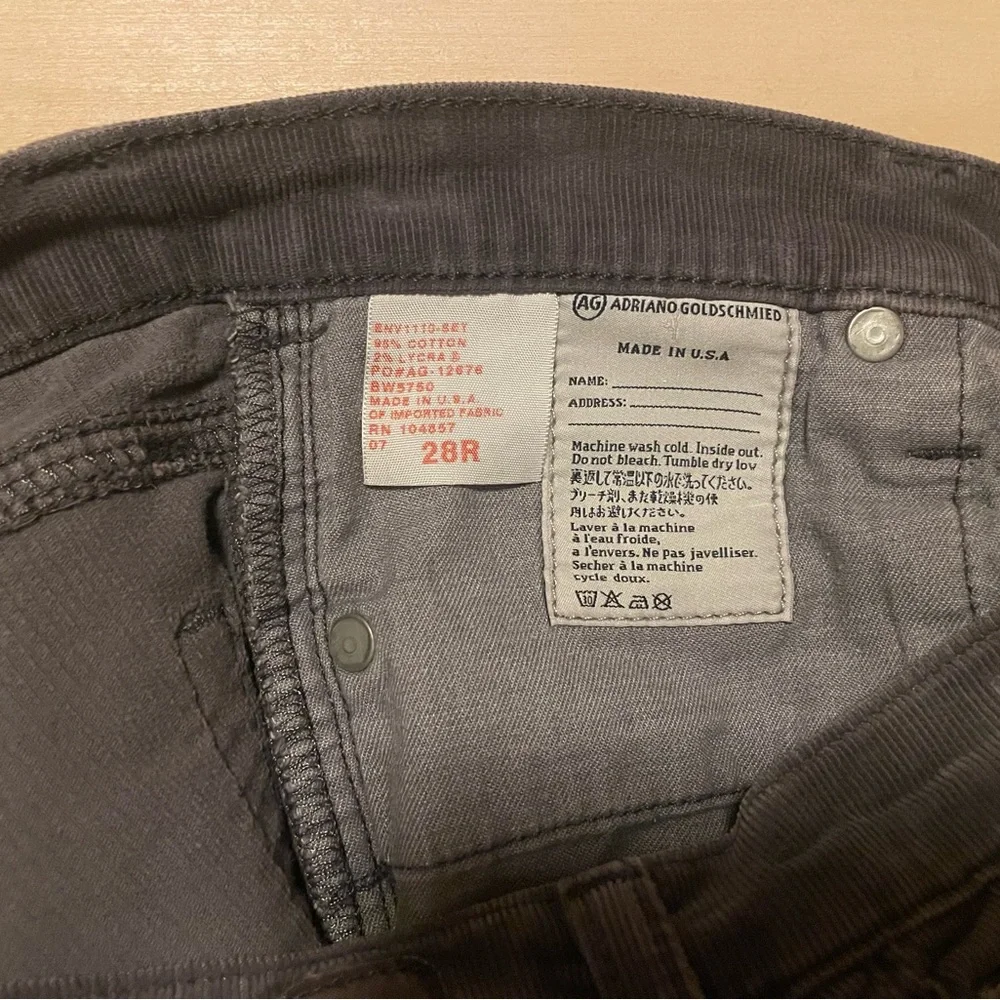 ENV1110-SET
98% COTTON
2% LYCRA S
PO#AG-12676
BW5750
MADE IN U.S.A.
OF IMPORTED FABRIC
RN 104857
07 28R
AG ADRIANO GOLDSCHMIED
MADE IN U.S.A
NAME:
ADDRESS:
Machine wash cold. Inside out.
Do not bleach. Tumble dry low
裏返して常温以下の水で洗ってください。
ブリーチ剤、また乾燥機の使
用はお避けください。
Laver à la machine
à l'eau froide,
a l'envers. Ne pas javelliser.
Secher à la machine
cycle doux.
30